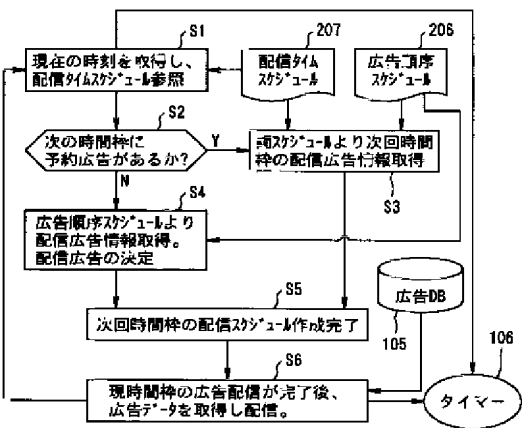 S1
207
206
現在の時刻を取得し、
配信タイムスケジュール参照
配信タイム
スケジュール
広告順序
スケジュール
S2
次の時間枠に
予約広告があるか?
Y
両スケジュールより次回時間
枠の配信広告情報取得
N
S4
S3
広告順序スケジュールより
配信広告情報取得。
配信広告の決定
S5
広告DB
次回時間枠の配信スケジュール作成完了
105
106
S6
現時間枠の広告配信が完了後、
広告データを取得し配信。
タイマー